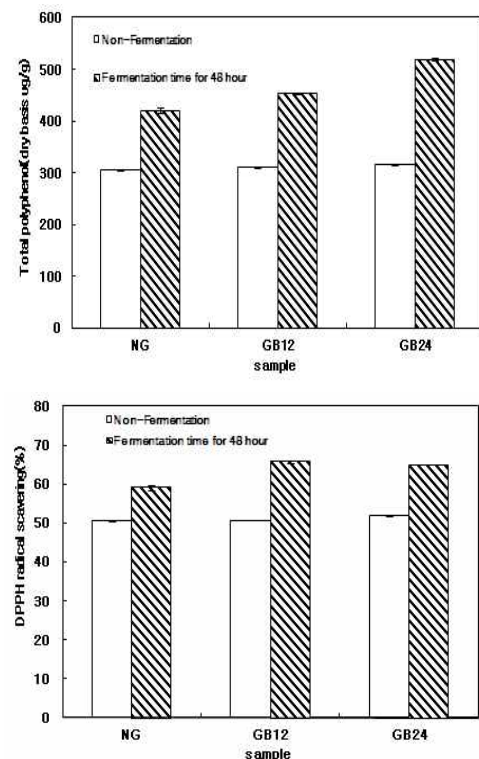 600
500
400
300
200
100
0
Total polyphenol(dry basis ug/g)
Non-Fermentation
Fermentation time for 48 hour
NG GB12 GB24
sample
80
70
60
50
40
30
20
10
0
DPPH radical scavering(%)
Non-Fermentation
Fermentation time for 48 hour
NG GB12 GB24
sample